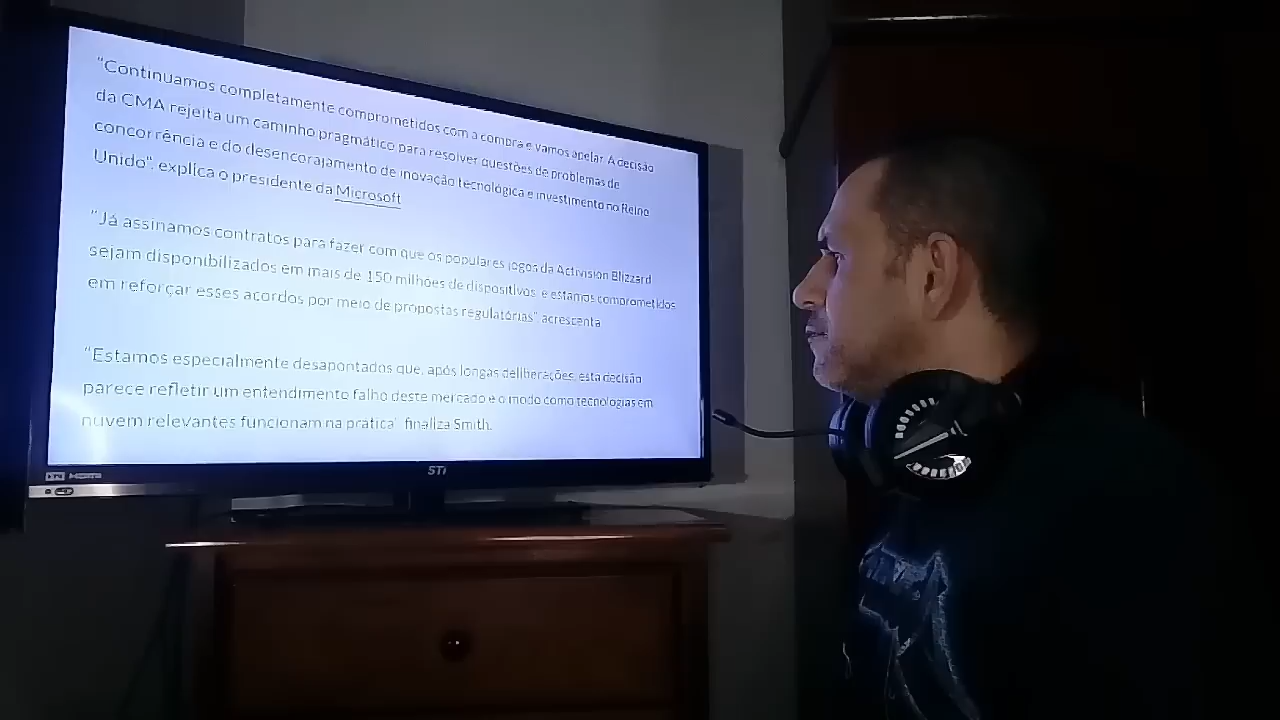 “Continuamos completamente comprometidos com a compra e vamos apelar. A decisão
da CMA rejeita um caminho pragmático para resolver questões de problemas de
concorrência e do desencorajamento de inovação tecnológica e investimento no Reino
Unido”, explica o presidente da Microsoft
“Já assinamos contratos para fazer com que os populares jogos da Activision Blizzard
sejam disponibilizados em mais de 150 milhões de dispositivos, e estamos comprometidos
em reforçar esses acordos por meio de propostas regulatórias” acrescenta
“Estamos especialmente desapontados que, após longas deliberações, esta decisão
parece refletir um entendimento falho deste mercado e o modo como tecnologias em
nuvem relevantes funcionam na prática” finaliza Smith.
STi
HDMI